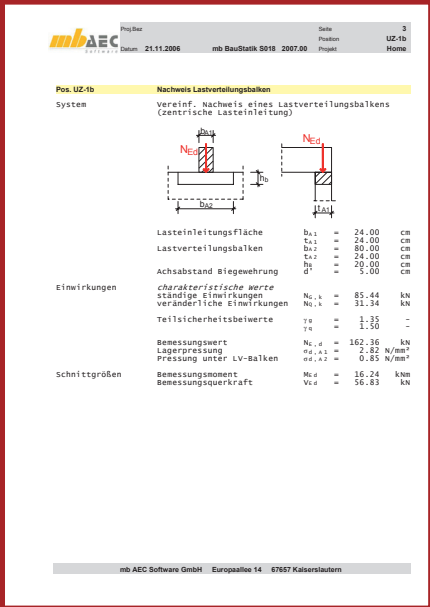 mb AEC
Software
Proj.Bez
Seite 3
Position UZ-1b
Datum 21.11.2006 mb BauStatik S018 2007.00 Projekt Home
Pos. UZ-1b Nachweis Lastverteilungsbalken
System Vereinf. Nachweis eines Lastverteilungsbalkens
(zentrische Lasteinleitung)
bA1
NEd NEd
hb
bA2 tA1
Lasteinleitungsfläche bA1 = 24.00 cm
tA1 = 24.00 cm
Lastverteilungsbalken bA2 = 80.00 cm
tA2 = 24.00 cm
hB = 20.00 cm
Achsabstand Biegewehrung d' = 5.00 cm
Einwirkungen charakteristische Werte
ständige Einwirkungen NG,k = 85.44 kN
veränderliche Einwirkungen NQ,k = 31.34 kN
Teilsicherheitsbeiwerte γg = 1.35 -
γq = 1.50 -
Bemessungswert NE,d = 162.36 kN
Lagerpressung σd,A1 = 2.82 N/mm²
Pressung unter LV-Balken σd,A2 = 0.85 N/mm²
Schnittgrößen Bemessungsmoment MEd = 16.24 kNm
Bemessungsquerkraft VEd = 56.83 kN
mb AEC Software GmbH Europaallee 14 67657 Kaiserslautern